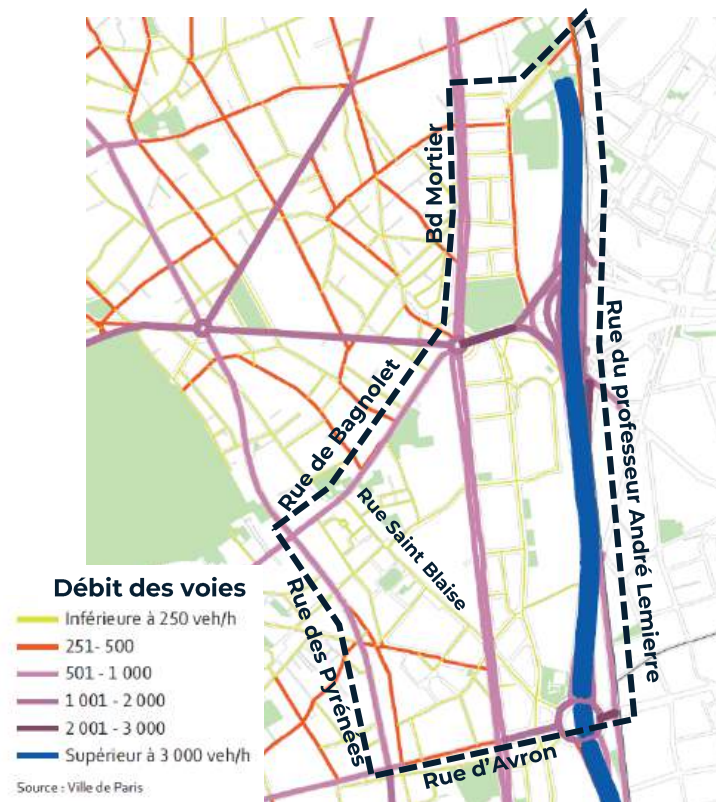 Bd Mortier
Rue de Bagnolet
Rue du professeur André Lemierre
Rue Saint Blaise
Rue des Pyrénées
Rue d'Avron
Débit des voies
Inférieure à 250 veh/h
251- 500
501 - 1 000
1 001 - 2 000
2 001 - 3 000
Supérieur à 3 000 veh/h
Source : Ville de Paris